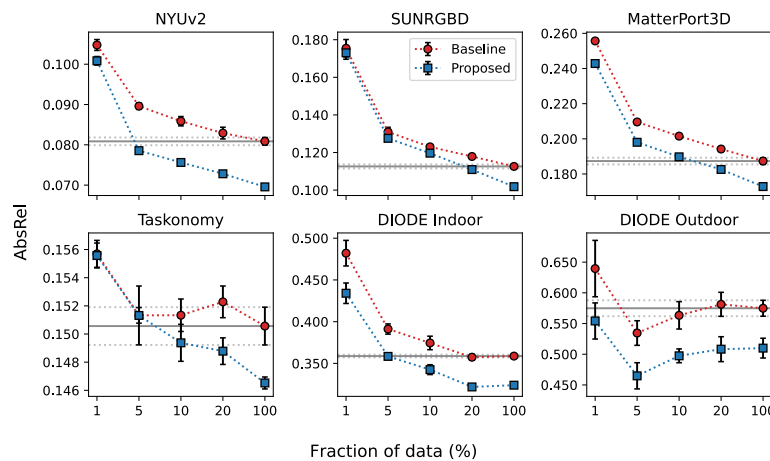 NYUv2
SUNRGBD
MatterPort3D
0.100
0.090
0.080
0.070
0.180
0.160
0.140
0.120
0.100
Baseline
Proposed
0.260
0.240
0.220
0.200
0.180
AbsRel
Taskonomy
DIODE Indoor
DIODE Outdoor
0.156
0.154
0.152
0.150
0.148
0.146
1 5 10 20 100
0.500
0.450
0.400
0.350
1 5 10 20 100
0.650
0.600
0.550
0.500
0.450
1 5 10 20 100
Fraction of data (%)